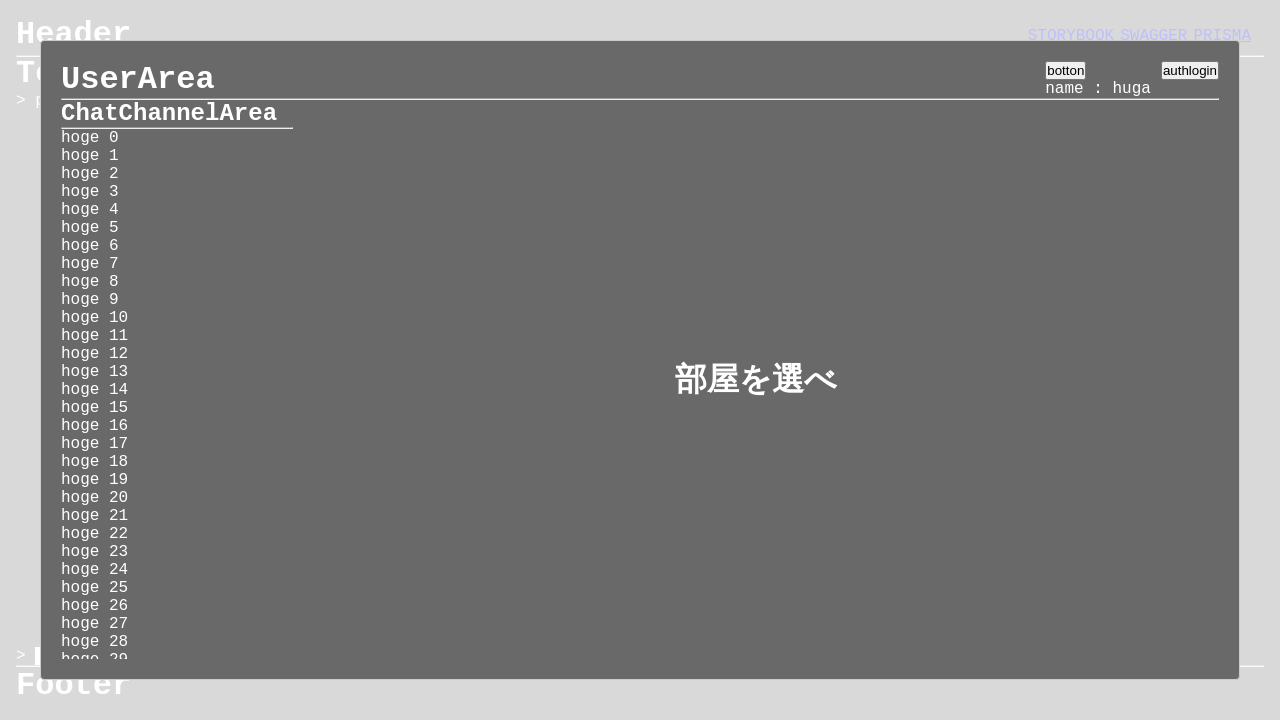 Header
STORYBOOK SWAGGER PRISMA
UserArea
botton
authlogin
name : huga
ChatChannelArea
hoge 0
hoge 1
hoge 2
hoge 3
hoge 4
hoge 5
hoge 6
hoge 7
hoge 8
hoge 9
hoge 10
hoge 11
hoge 12
hoge 13
hoge 14
hoge 15
hoge 16
hoge 17
hoge 18
hoge 19
hoge 20
hoge 21
hoge 22
hoge 23
hoge 24
hoge 25
hoge 26
hoge 27
hoge 28
hoge 29
部屋を選べ
>
Footer